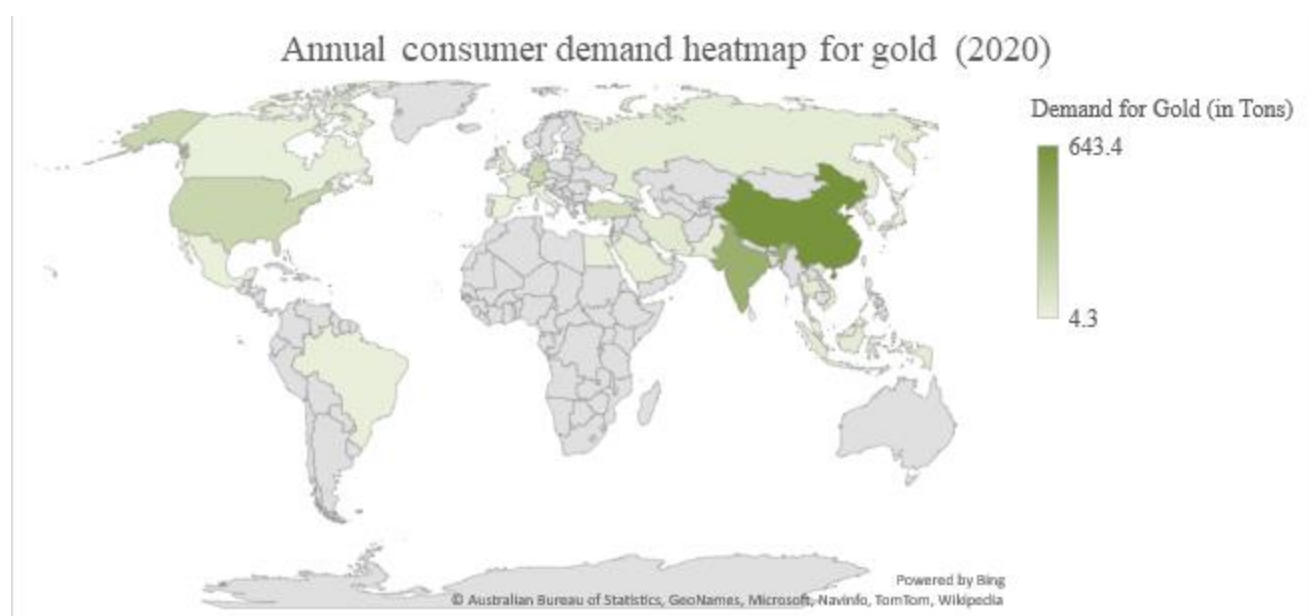 Annual consumer demand heatmap for gold (2020)
Demand for Gold (in Tons)
643.4
4.3
Powered by Bing
© Australian Bureau of Statistics, GeoNames, Microsoft, Navinfo, TomTom, Wikipedia